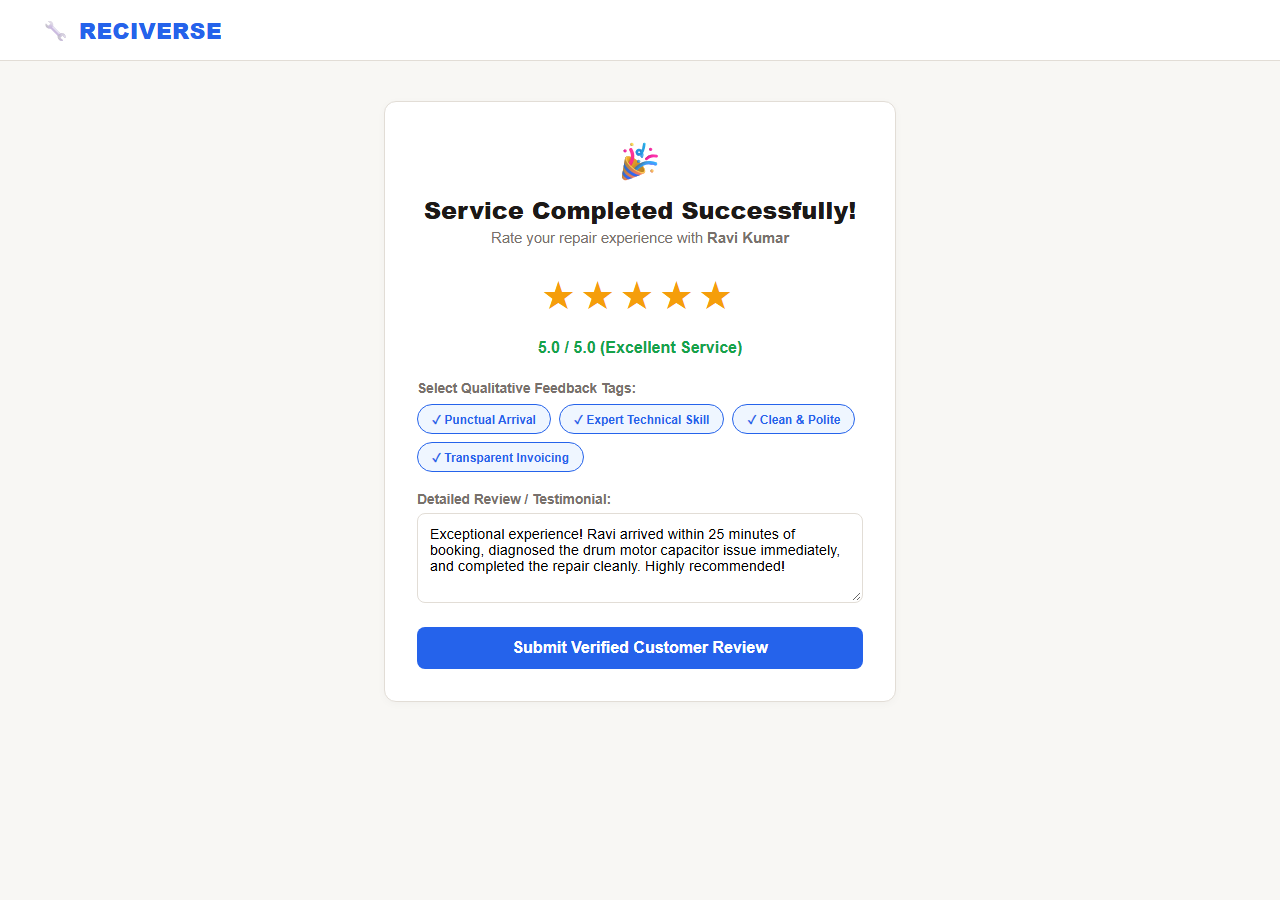 RECIVERSE
Service Completed Successfully!
Rate your repair experience with Ravi Kumar
★ ★ ★ ★ ★
5.0 / 5.0 (Excellent Service)
Select Qualitative Feedback Tags:
✓ Punctual Arrival ✓ Expert Technical Skill ✓ Clean & Polite
✓ Transparent Invoicing
Detailed Review / Testimonial:
Exceptional experience! Ravi arrived within 25 minutes of
booking, diagnosed the drum motor capacitor issue immediately,
and completed the repair cleanly. Highly recommended!
Submit Verified Customer Review